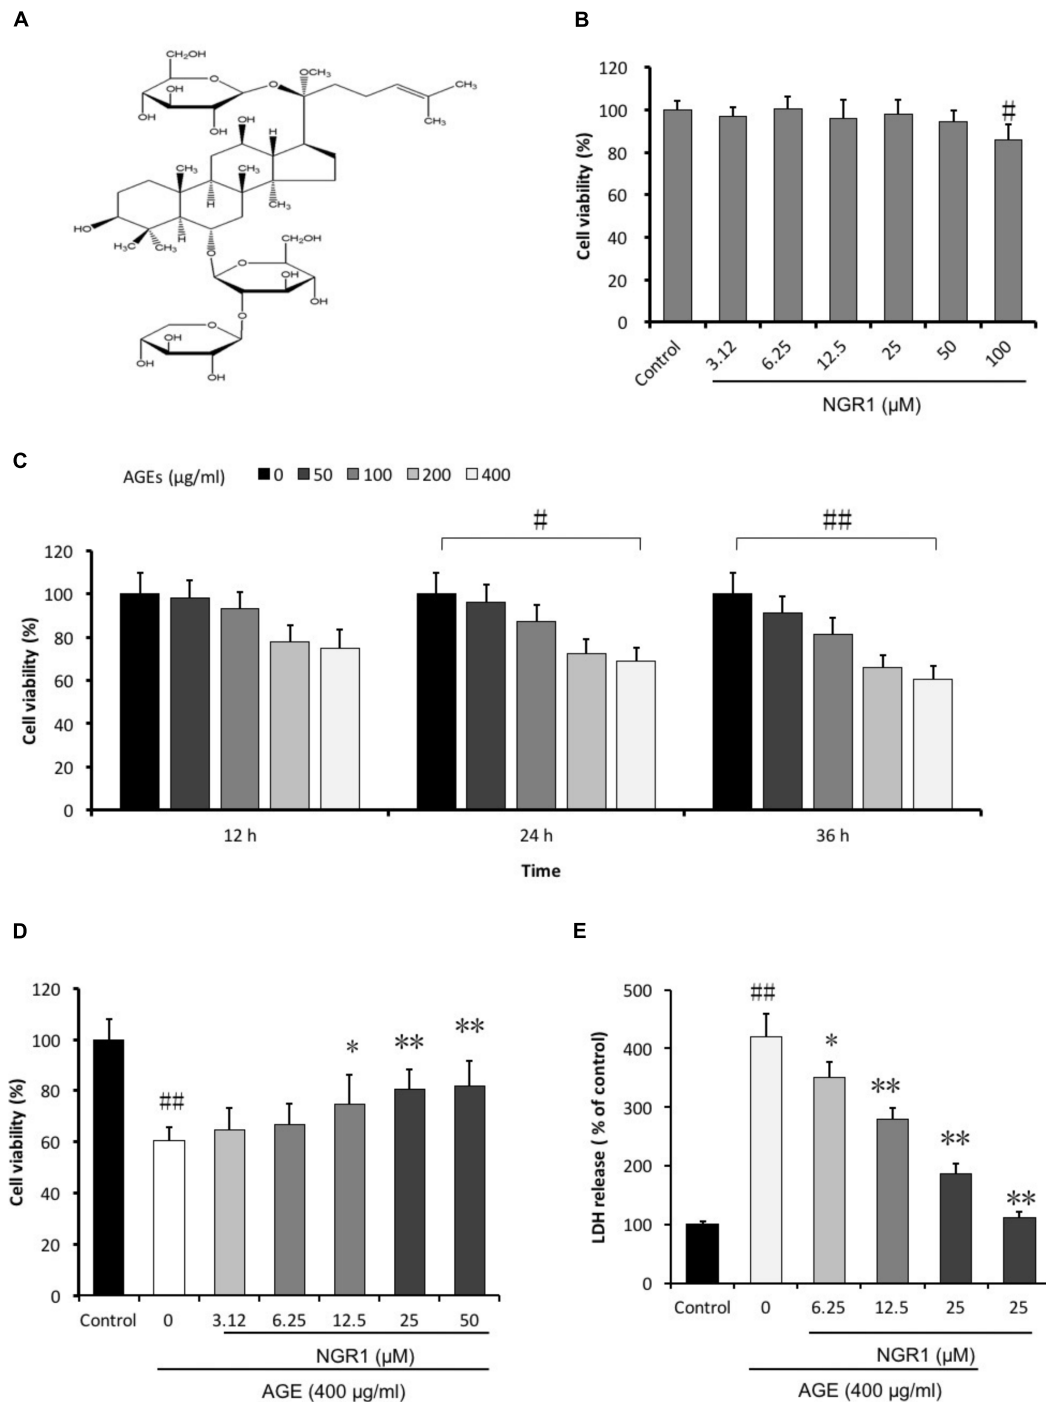 A
CH₂OH
O
OH
OH
OH
O
OCH₃
CH₃
CH₃
OH
H
CH₃
CH₃
H
CH₃
HO
H₃C
CH₃
H
O
CH₂OH
O
OH
OH
O
O
OH
OH
OH
B
Cell viability (%)
120
100
80
60
40
20
0
#
Control
3.12
6.25
12.5
25
50
100
NGR1 (µM)
C
AGEs (µg/ml) 0 50 100 200 400
# ##
Cell viability (%)
120
100
80
60
40
20
0
12 h 24 h 36 h
Time
D
Cell viability (%)
120
100
80
60
40
20
0
## * ** **
Control 0 3.12 6.25 12.5 25 50
NGR1 (µM)
AGE (400 µg/ml)
E
LDH release ( % of control)
500
400
300
200
100
0
## * ** ** **
Control 0 6.25 12.5 25 25
NGR1 (µM)
AGE (400 µg/ml)